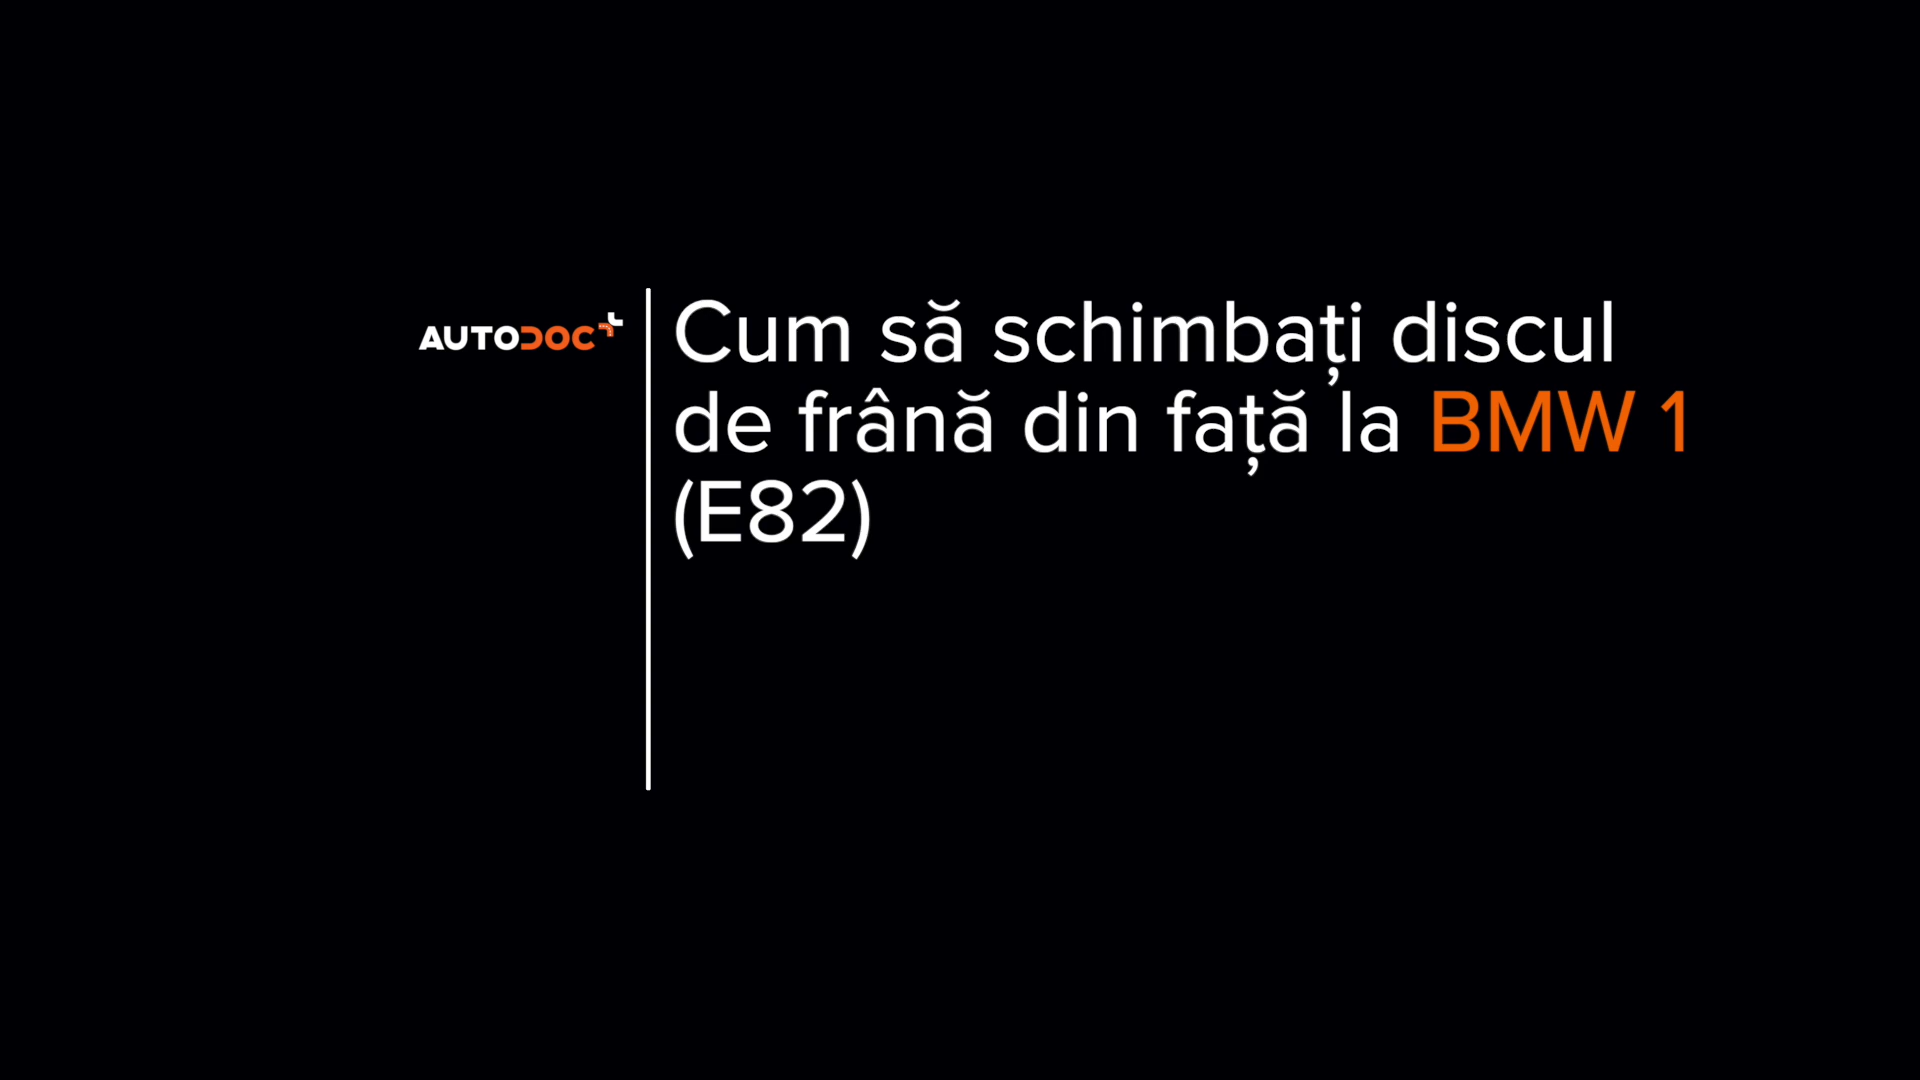 AUTODOC
Cum să schimbați discul
de frână din față la BMW 1
(E82)